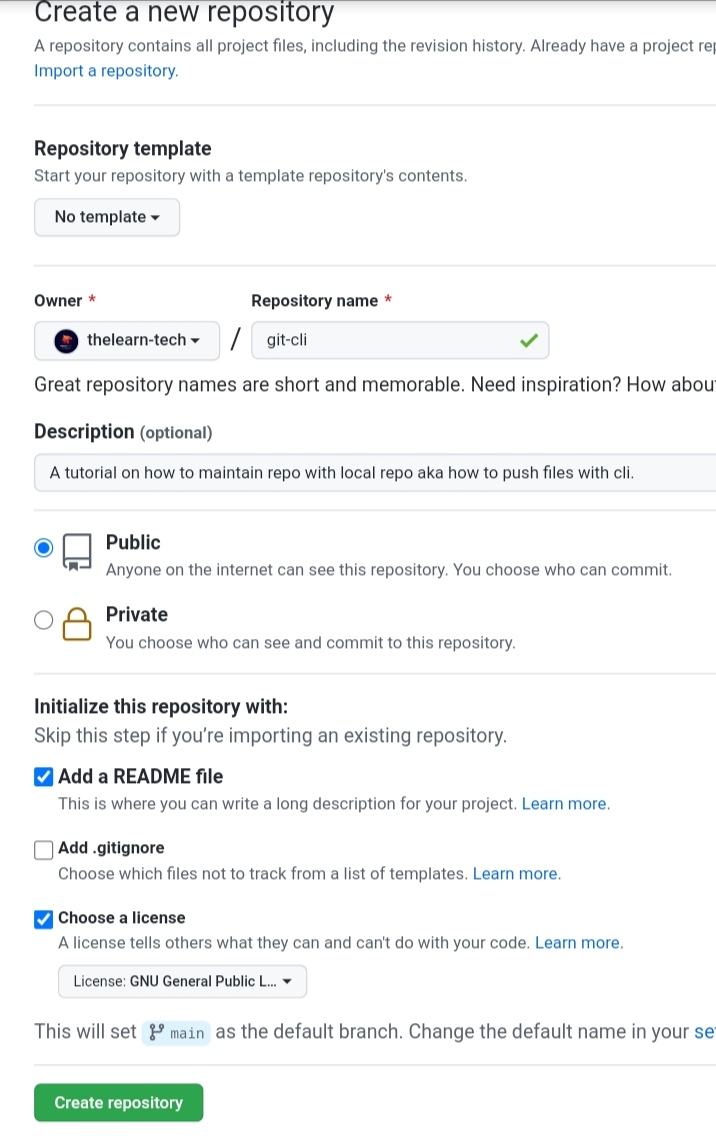 Create a new repository
A repository contains all project files, including the revision history. Already have a project
Import a repository.
Repository template
Start your repository with a template repository's contents.
No template
Owner *
Repository name *
thelearn-tech / git-cli
Great repository names are short and memorable. Need inspiration? How
Description (optional)
A tutorial on how to maintain repo with local repo aka how to push files with cli.
Public
Anyone on the internet can see this repository. You choose who can commit.
Private
You choose who can see and commit to this repository.
Initialize this repository with:
Skip this step if you're importing an existing repository.
Add a README file
This is where you can write a long description for your project. Learn more.
Add .gitignore
Choose which files not to track from a list of templates. Learn more.
Choose a license
A license tells others what they can and can't do with your code. Learn more.
License: GNU General Public L...
This will set main as the default branch. Change the default name in your
Create repository